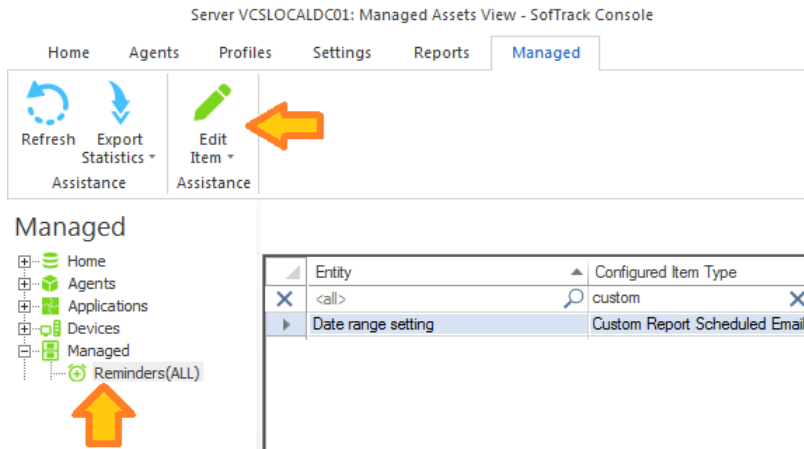 Server VCSLOCALDC01: Managed Assets View - SofTrack Console
Home Agents Profiles Settings Reports Managed
Refresh Export Statistics Edit Item
Assistance Assistance
Managed
Home
Agents
Applications
Devices
Managed
Reminders(ALL)
Entity Configured Item Type
<all> custom
Date range setting Custom Report Scheduled Email